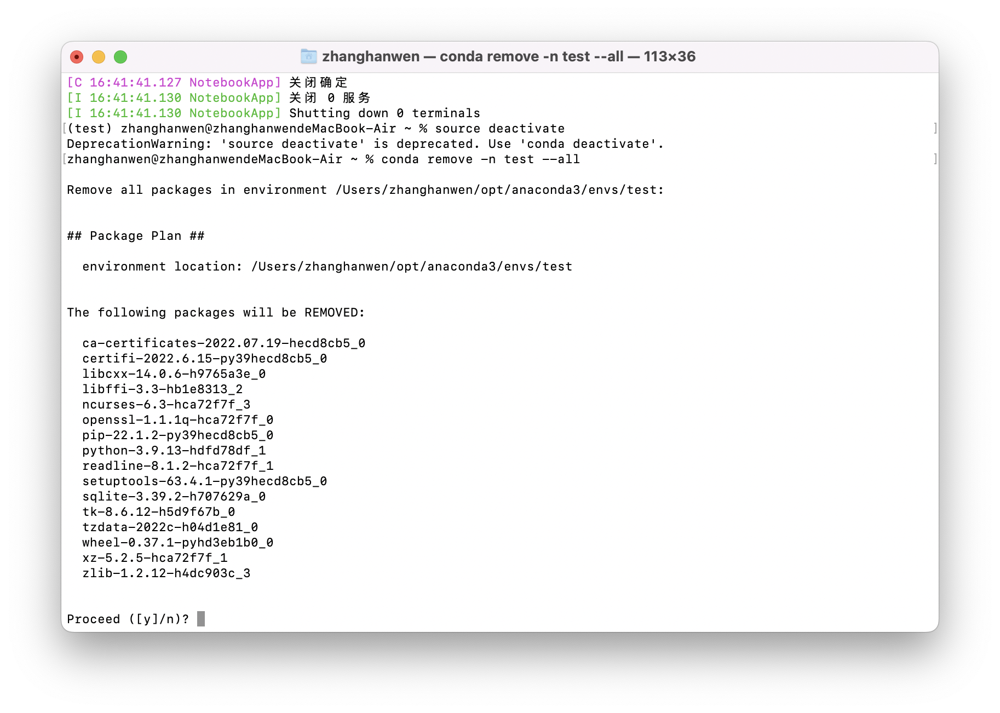 zhanghanwen — conda remove -n test --all — 113×36
[C 16:41:41.127 NotebookApp] 关闭确定
[I 16:41:41.130 NotebookApp] 关闭 0 服务
[I 16:41:41.130 NotebookApp] Shutting down 0 terminals
[(test) zhanghanwen@zhanghanwendeMacBook-Air ~ % source deactivate ]
DeprecationWarning: 'source deactivate' is deprecated. Use 'conda deactivate'.
[zhanghanwen@zhanghanwendeMacBook-Air ~ % conda remove -n test --all ]
Remove all packages in environment /Users/zhanghanwen/opt/anaconda3/envs/test:
## Package Plan ##
environment location: /Users/zhanghanwen/opt/anaconda3/envs/test
The following packages will be REMOVED:
ca-certificates-2022.07.19-hecd8cb5_0
certifi-2022.6.15-py39hecd8cb5_0
libcxx-14.0.6-h9765a3e_0
libffi-3.3-hb1e8313_2
ncurses-6.3-hca72f7f_3
openssl-1.1.1q-hca72f7f_0
pip-22.1.2-py39hecd8cb5_0
python-3.9.13-hdfd78df_1
readline-8.1.2-hca72f7f_1
setuptools-63.4.1-py39hecd8cb5_0
sqlite-3.39.2-h707629a_0
tk-8.6.12-h5d9f67b_0
tzdata-2022c-h04d1e81_0
wheel-0.37.1-pyhd3eb1b0_0
xz-5.2.5-hca72f7f_1
zlib-1.2.12-h4dc903c_3
Proceed ([y]/n)?